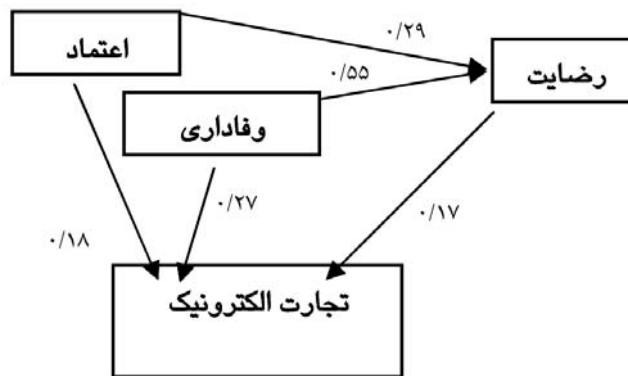 اعتماد
۰/۲۹
رضایت
۰/۵۵
وفاداری
۰/۲۷
۰/۱۷
۰/۱۸
تجارت الکترونیک